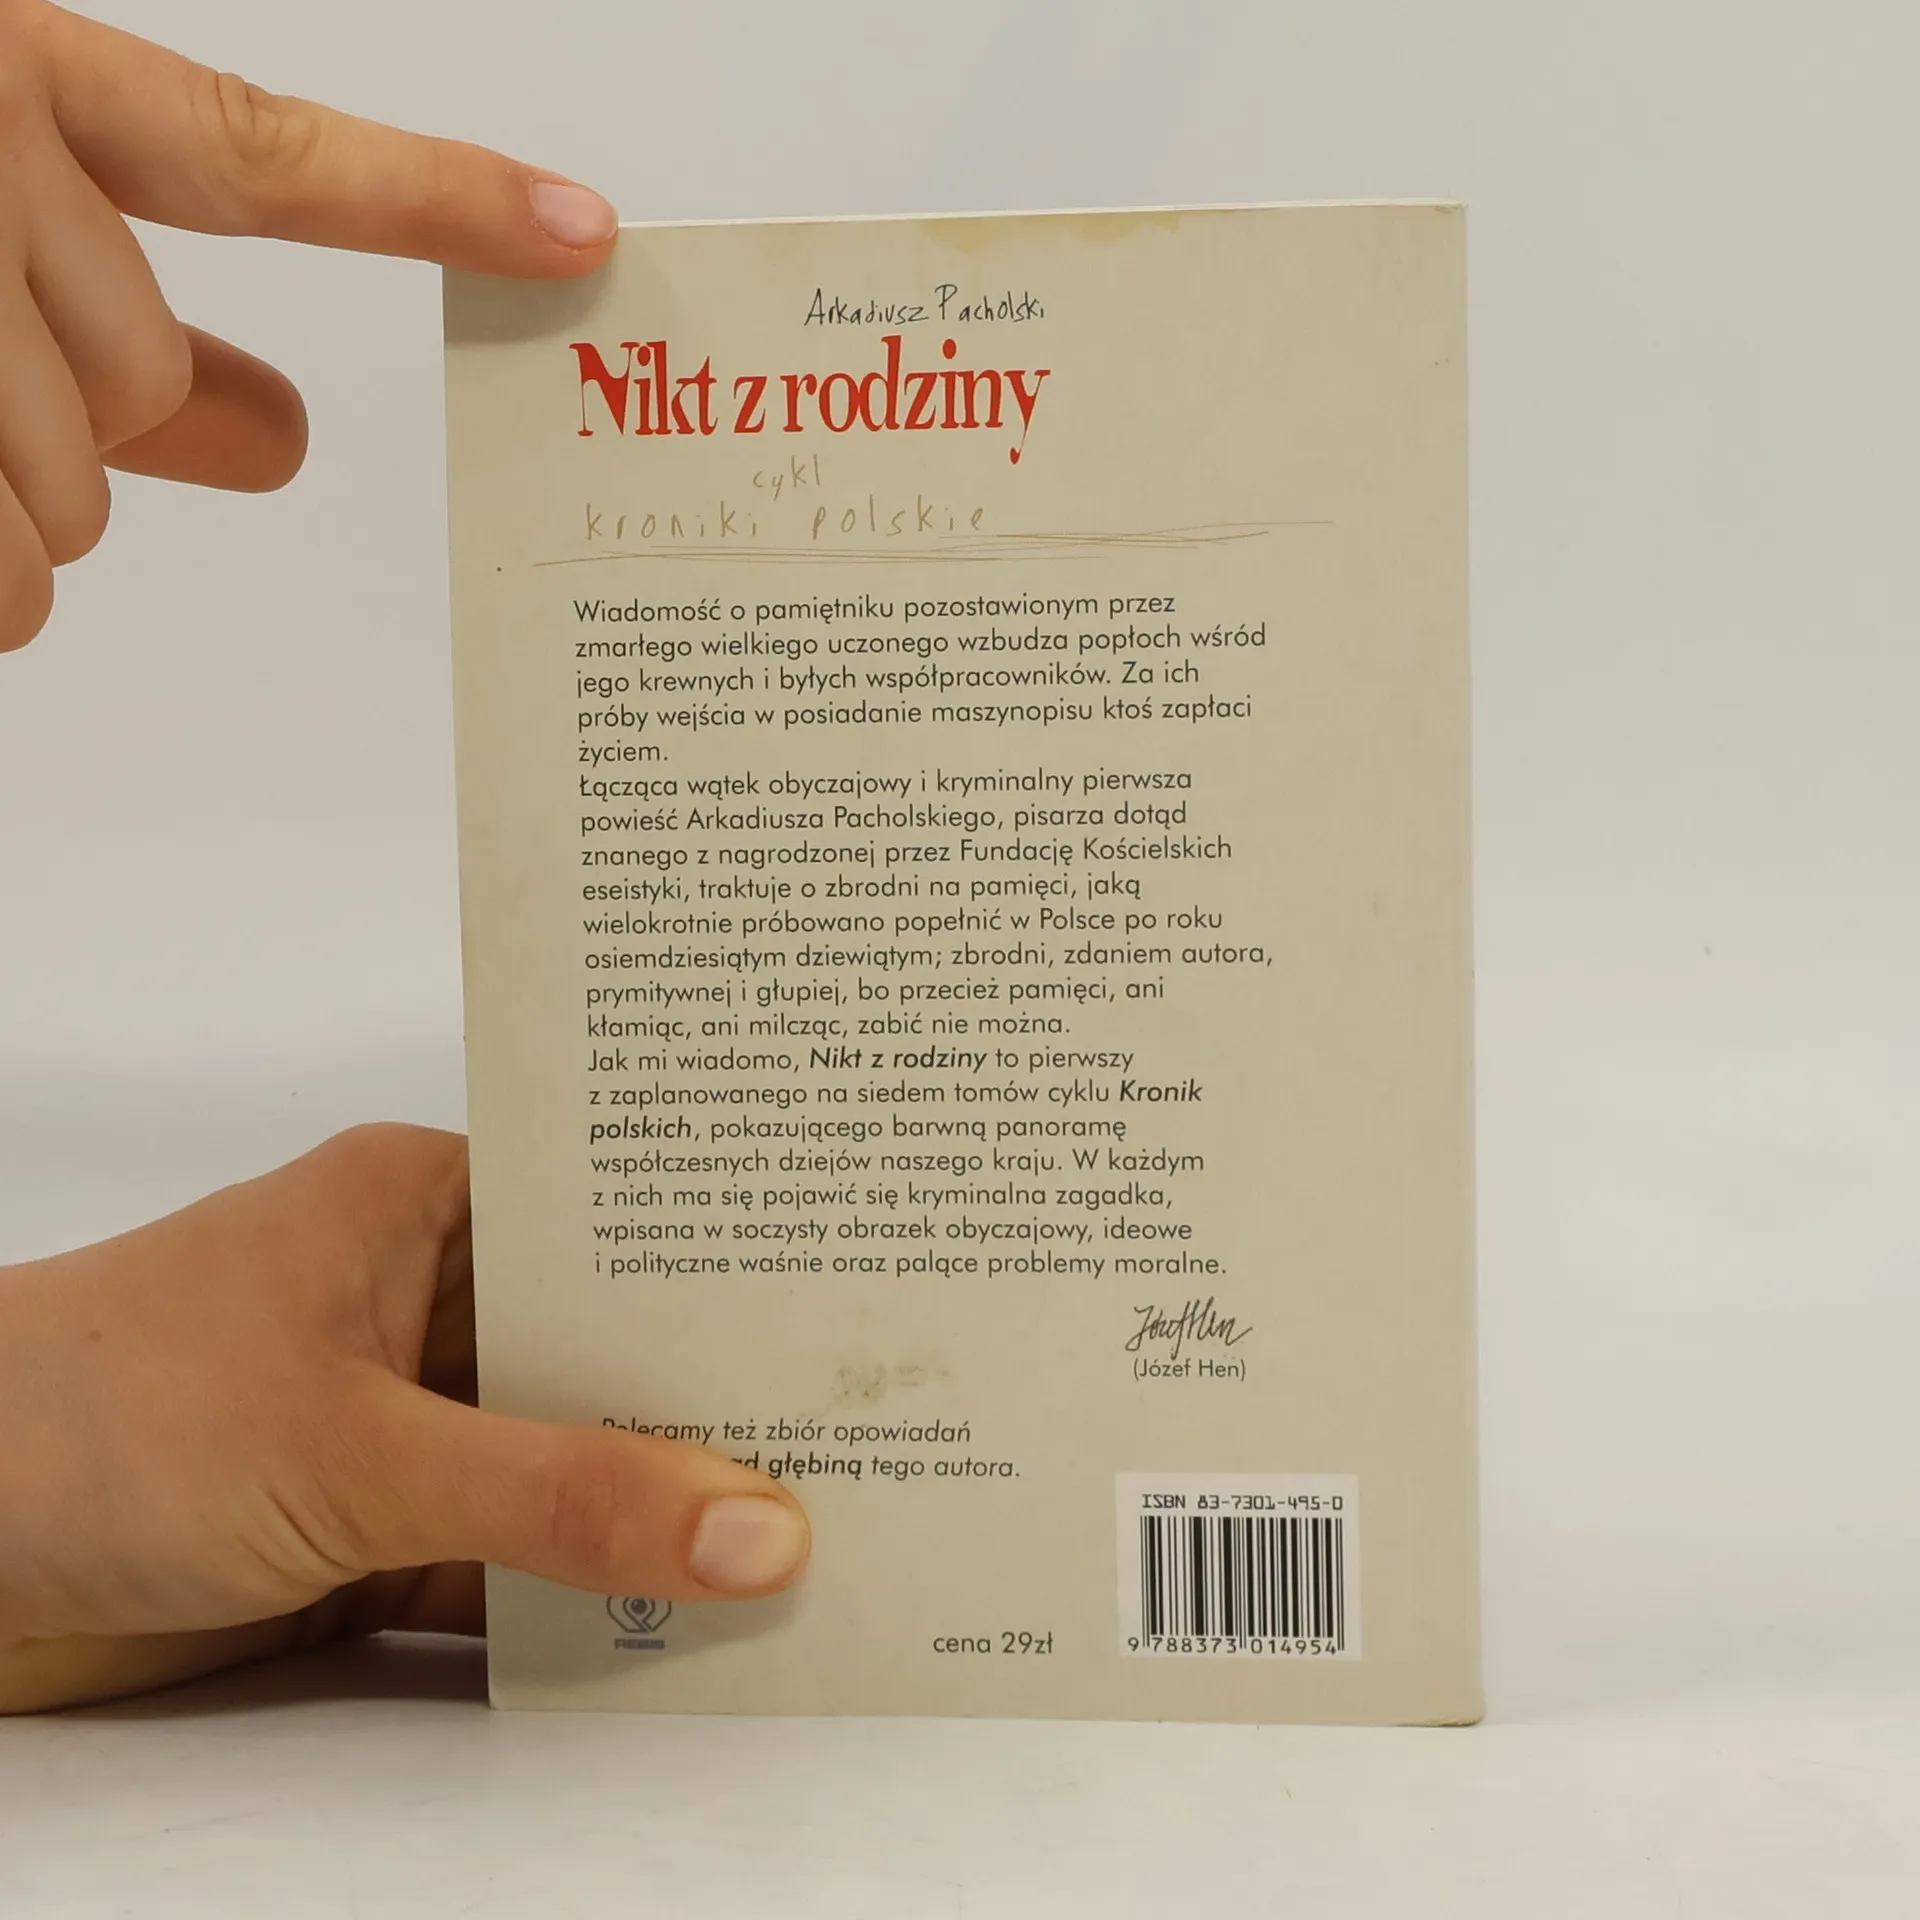 Arkadiusz Pacholski
Nikt z rodziny
cykl
kroniki polskie
Wiadomość o pamiętniku pozostawionym przez
zmarłego wielkiego uczonego wzbudza popłoch wśród
jego krewnych i byłych współpracowników. Za ich
próby wejścia w posiadanie maszynopisu ktoś zapłaci
życiem.
Łącząca wątek obyczajowy i kryminalny pierwsza
powieść Arkadiusza Pacholskiego, pisarza dotąd
znanego z nagrodzonej przez Fundację Kościelskich
eseistyki, traktuje o zbrodni na pamięci, jaką
wielokrotnie próbowano popełnić w Polsce po roku
osiemdziesiątym dziewiątym; zbrodni, zdaniem autora,
prymitywnej i głupiej, bo przecież pamięci, ani
kłamiąc, ani milcząc, zabić nie można.
Jak mi wiadomo, Nikt z rodziny to pierwszy
z zaplanowanego na siedem tomów cyklu Kronik
polskich, pokazującego barwną panoramę
współczesnych dziejów naszego kraju. W każdym
z nich ma się pojawić się kryminalna zagadka,
wpisana w soczysty obrazek obyczajowy, ideowe
i polityczne waśnie oraz palące problemy moralne.
Józef Hen
(Józef Hen)
Polecamy też zbiór opowiadań
głębiną tego autora.
ISBN 83-7301-495-0
9 788373 014954
REBIS
cena 29zł